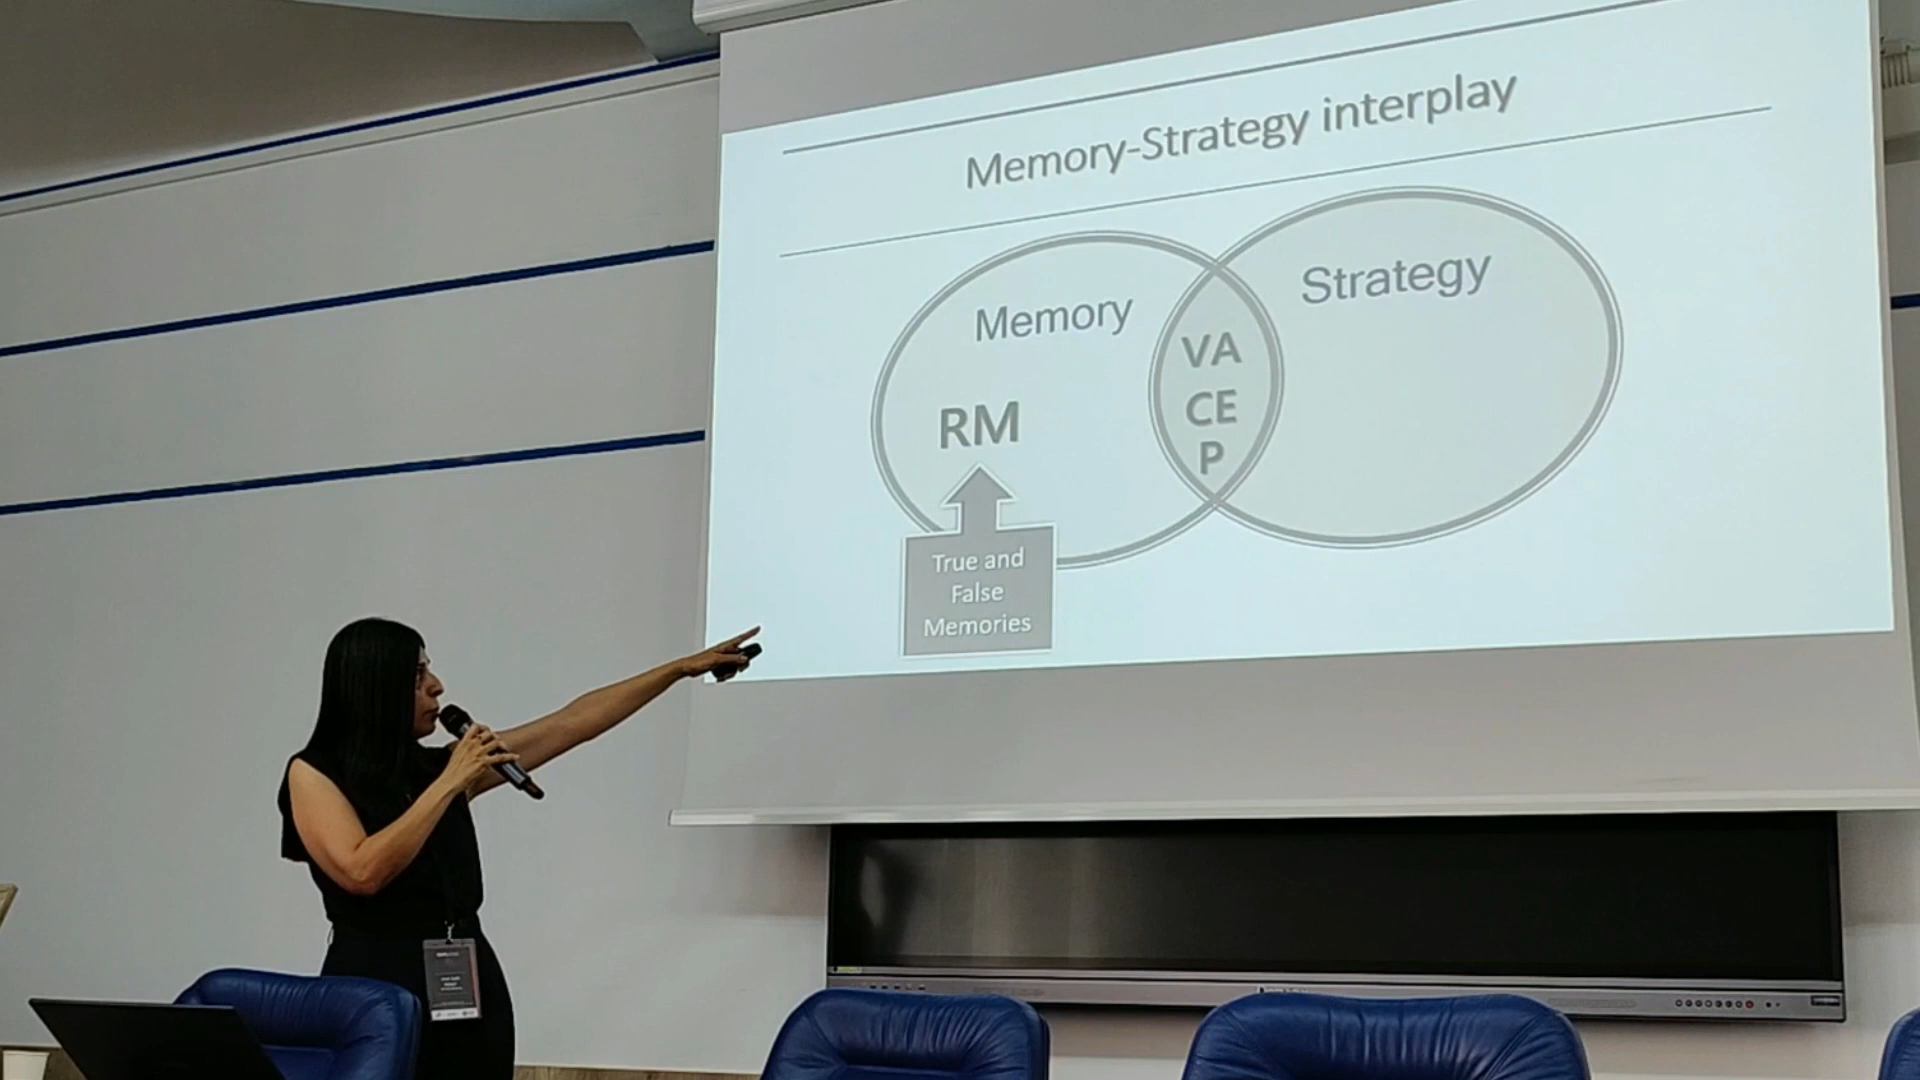 Memory-Strategy interplay
Memory
Strategy
RM
VA
CE
P
True and
False
Memories